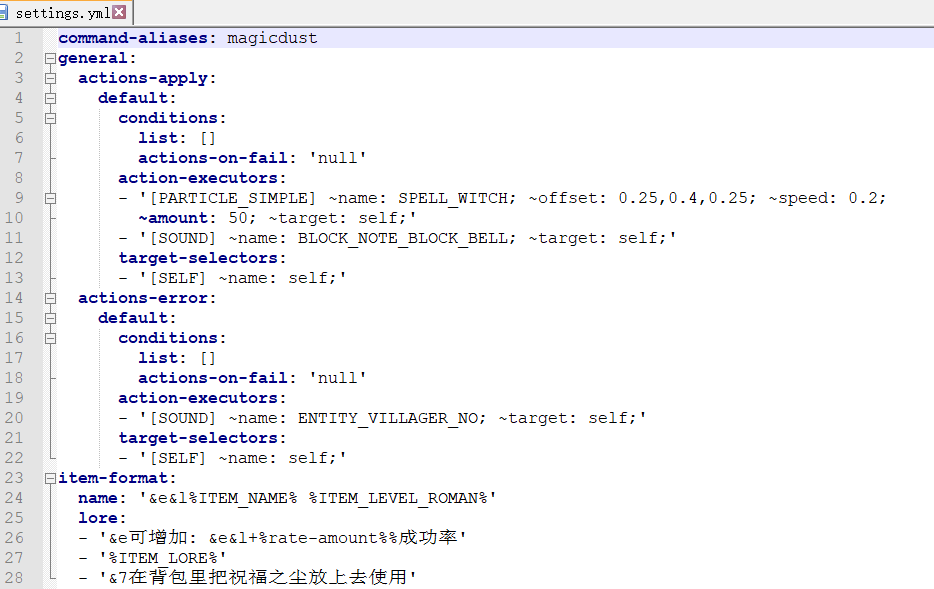 settings.yml
1 command-aliases: magicdust
2 general:
3 actions-apply:
4 default:
5 conditions:
6 list: []
7 actions-on-fail: 'null'
8 action-executors:
9 - '[PARTICLE_SIMPLE] ~name: SPELL_WITCH; ~offset: 0.25,0.4,0.25; ~speed: 0.2;
10 ~amount: 50; ~target: self;'
11 - '[SOUND] ~name: BLOCK_NOTE_BLOCK_BELL; ~target: self;'
12 target-selectors:
13 - '[SELF] ~name: self;'
14 actions-error:
15 default:
16 conditions:
17 list: []
18 actions-on-fail: 'null'
19 action-executors:
20 - '[SOUND] ~name: ENTITY_VILLAGER_NO; ~target: self;'
21 target-selectors:
22 - '[SELF] ~name: self;'
23 item-format:
24 name: '&e&l%ITEM_NAME% %ITEM_LEVEL_ROMAN%'
25 lore:
26 - '&e可增加: &e&l+%rate-amount%%成功率'
27 - '%ITEM_LORE%'
28 - '&7在背包里把祝福之尘放上去使用'